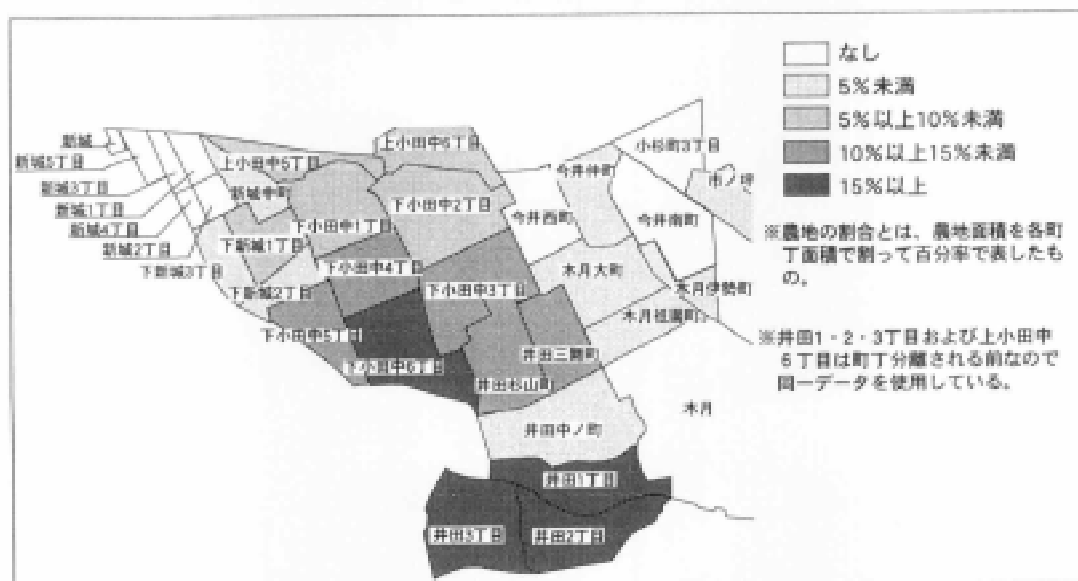 なし
5%未満
5%以上10%未満
10%以上15%未満
15%以上
※農地の割合とは、農地面積を各町
丁面積で割って百分率で表したも
の。
※井田1・2・3丁目および上小田中
6丁目は町丁分離される前なので
同一データを使用している。
新城
新城5丁目
新城3丁目
新城1丁目
新城4丁目
新城2丁目
下新城3丁目
上小田中5丁目
上小田中6丁目
新城中町
下小田中1丁目
下小田中2丁目
下新城1丁目
下新城2丁目
下小田中4丁目
下小田中3丁目
下小田中5丁目
下小田中6丁目
小杉町3丁目
市ノ坪
今井仲町
今井西町
今井南町
木月大町
木月伊勢町
木月祗園町
井田三舞町
井田杉山町
木月
井田中ノ町
井田1丁目
井田3丁目
井田2丁目